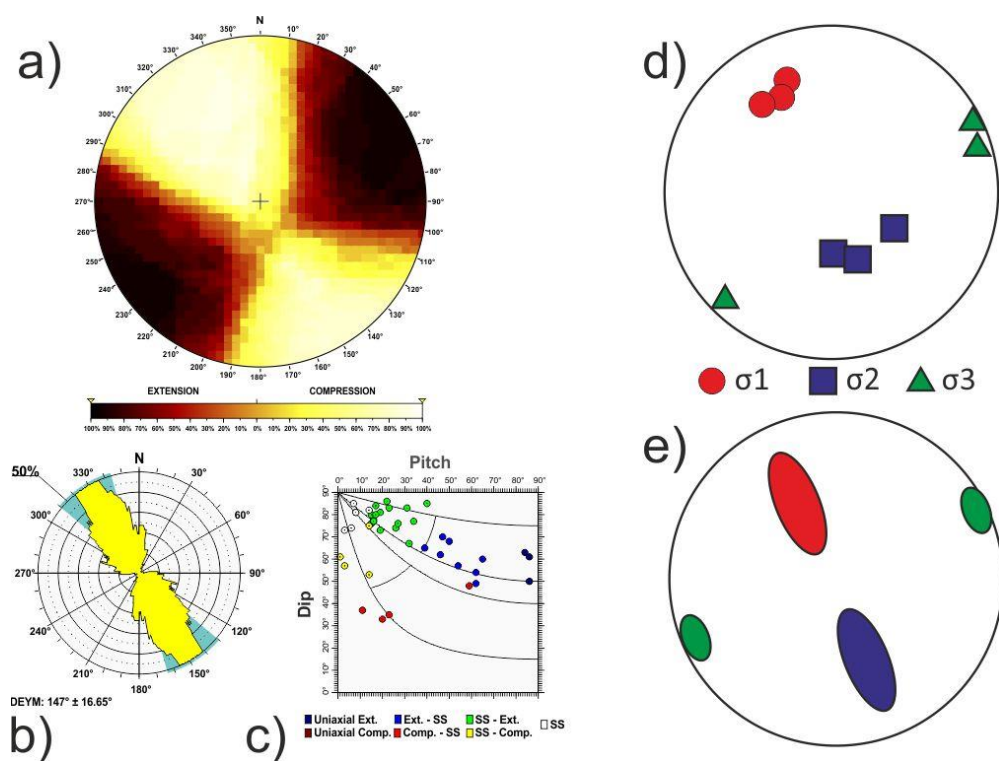 a)
N
350° 10°
340° 20°
330° 30°
320° 40°
310° 50°
300° 60°
290° 70°
280° 80°
270° 90°
260° 100°
250° 110°
240° 120°
230° 130°
220° 140°
210° 150°
200° 160°
190° 180° 170°
EXTENSION COMPRESSION
100% 90% 80% 70% 60% 50% 40% 30% 20% 10% 0% 10% 20% 30% 40% 50% 60% 70% 80% 90% 100%
50%
N
330° 30°
300° 60°
270° 90°
240° 120°
210° 150°
180°
DEYM: 147° ± 16.65°
b)
Pitch
0° 10° 20° 30° 40° 50° 60° 70° 80° 90°
90°
80°
70°
60°
50°
40°
30°
20°
10°
0°
Dip
c)
Uniaxial Ext. Ext. - SS SS - Ext. SS
Uniaxial Comp. Comp. - SS SS - Comp.
d)
σ1 σ2 σ3
e)